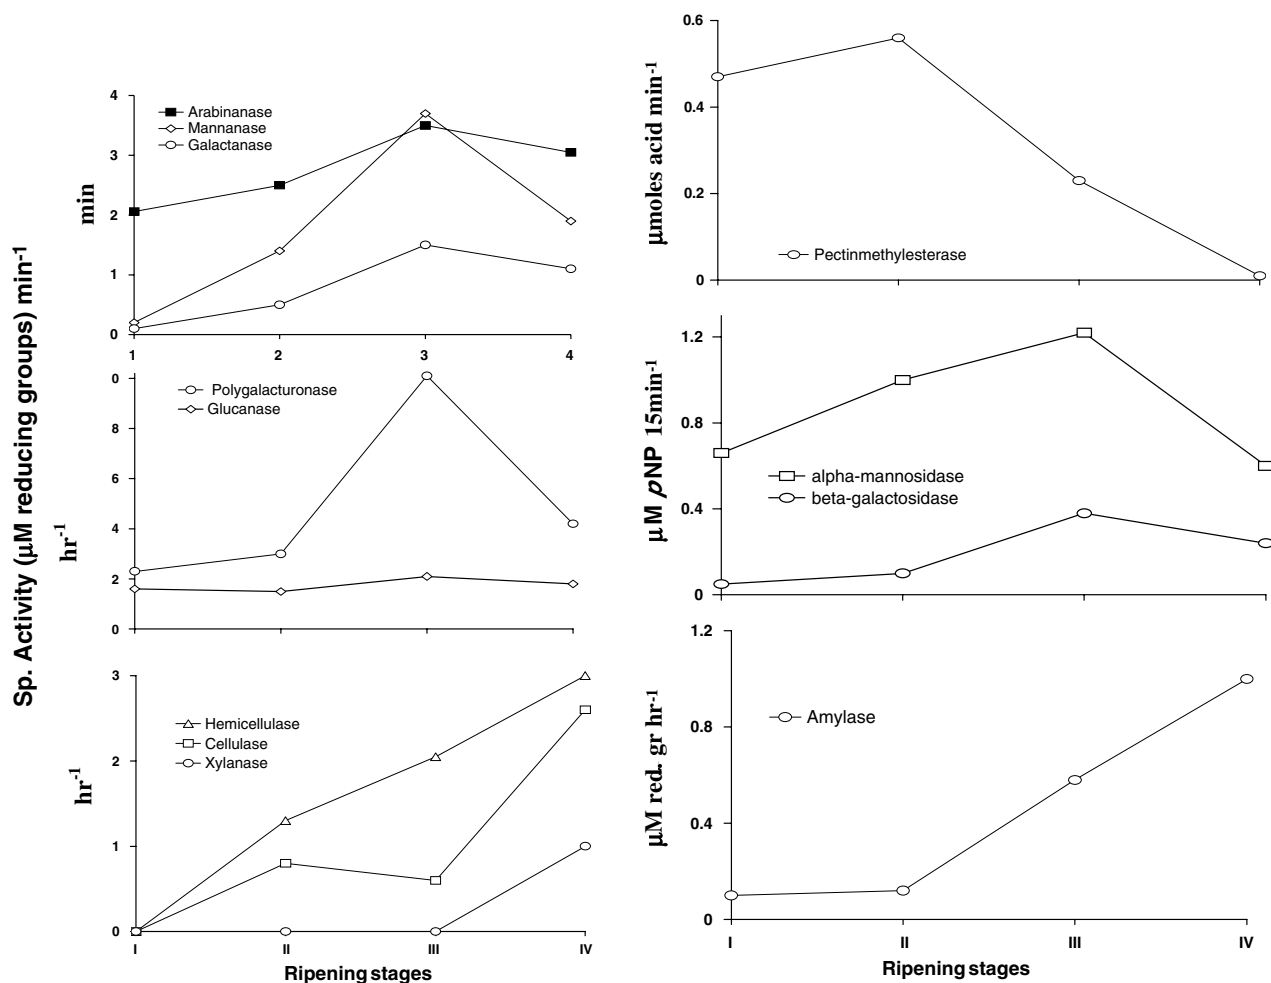 Sp. Activity (μM reducing groups) min-1
min
4
3
2
1
0
Arabinanase
Mannanase
Galactanase
1 2 3 4
hr-1
0
8
6
4
2
0
Polygalacturonase
Glucanase
hr-1
3
2
1
0
Hemicellulase
Cellulase
Xylanase
I II III IV
Ripening stages
μmoles acid min-1
0.6
0.4
0.2
0
Pectinmethylesterase
μM pNP 15min-1
1.2
0.8
0.4
0
alpha-mannosidase
beta-galactosidase
μM red. gr hr-1
1.2
0.8
0.4
0
Amylase
I II III IV
Ripening stages